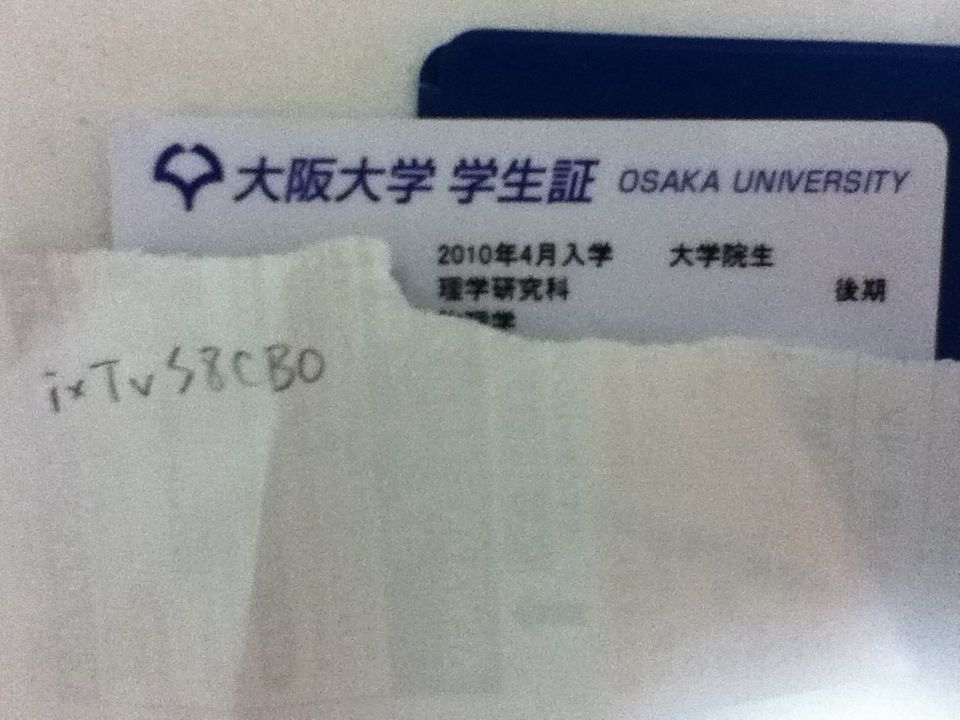 大阪大学 学生証 OSAKA UNIVERSITY
2010年4月入学 大学院生
理学研究科 後期
ixTvS8CBO